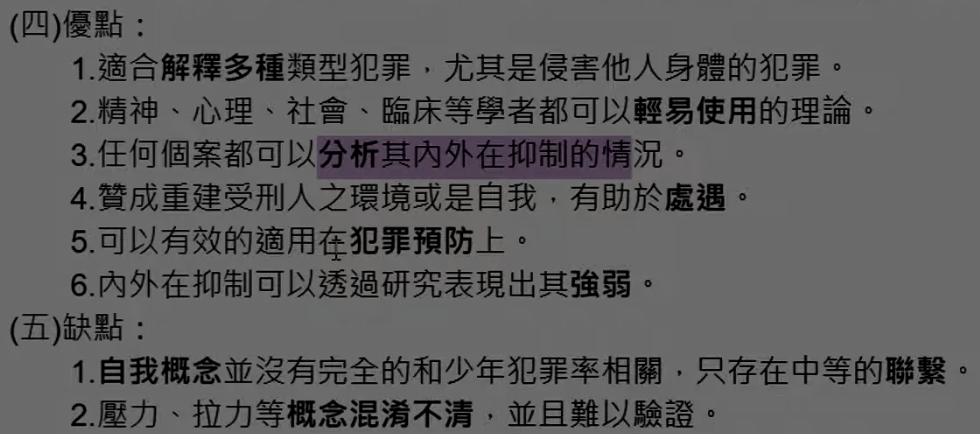 (四)優點：
1.適合解釋多種類型犯罪，尤其是侵害他人身體的犯罪。
2.精神、心理、社會、臨床等學者都可以輕易使用的理論。
3.任何個案都可以分析其內外在抑制的情況。
4.贊成重建受刑人之環境或是自我，有助於處遇。
5.可以有效的適用在犯罪預防上。
6.內外在抑制可以透過研究表現出其強弱。
(五)缺點：
1.自我概念並沒有完全的和少年犯罪率相關，只存在中等的聯繫。
2.壓力、拉力等概念混淆不清，並且難以驗證。